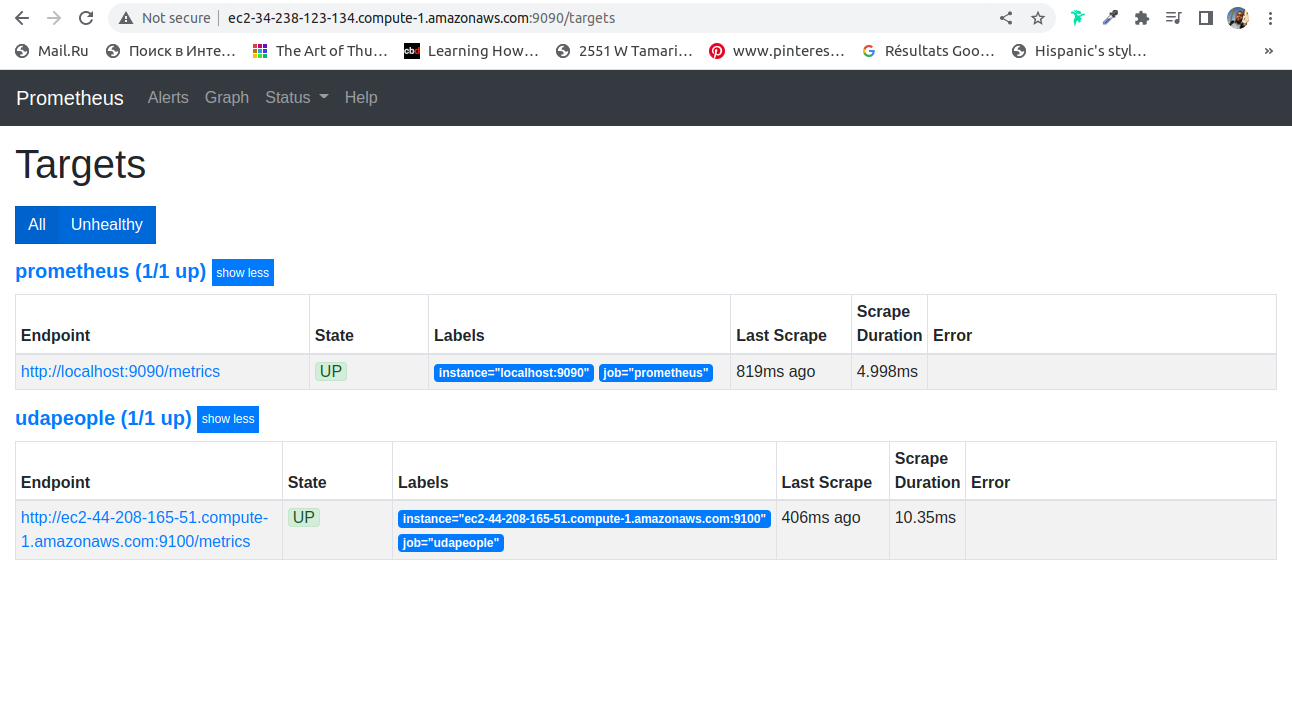 Not secure ec2-34-238-123-134.compute-1.amazonaws.com:9090/targets
Mail.Ru Поиск в Инте… The Art of Thu… cbd Learning How… 2551 W Tamari… www.pinteres… Résultats Goo… Hispanic's styl… »
Prometheus Alerts Graph Status Help
Targets
All Unhealthy
prometheus (1/1 up) show less
Scrape
Endpoint State Labels Last Scrape Duration Error
http://localhost:9090/metrics UP instance="localhost:9090" job="prometheus" 819ms ago 4.998ms
udapeople (1/1 up) show less
Scrape
Endpoint State Labels Last Scrape Duration Error
http://ec2-44-208-165-51.compute- UP instance="ec2-44-208-165-51.compute-1.amazonaws.com:9100" 406ms ago 10.35ms
1.amazonaws.com:9100/metrics job="udapeople"